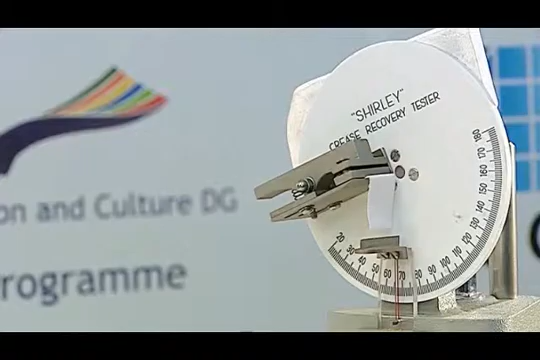 "SHIRLEY"
CREASE RECOVERY TESTER
on and Culture DG
rogramme
20 30 40 50 60 70 80 90 100 110 120 130 140 150 160 170 180